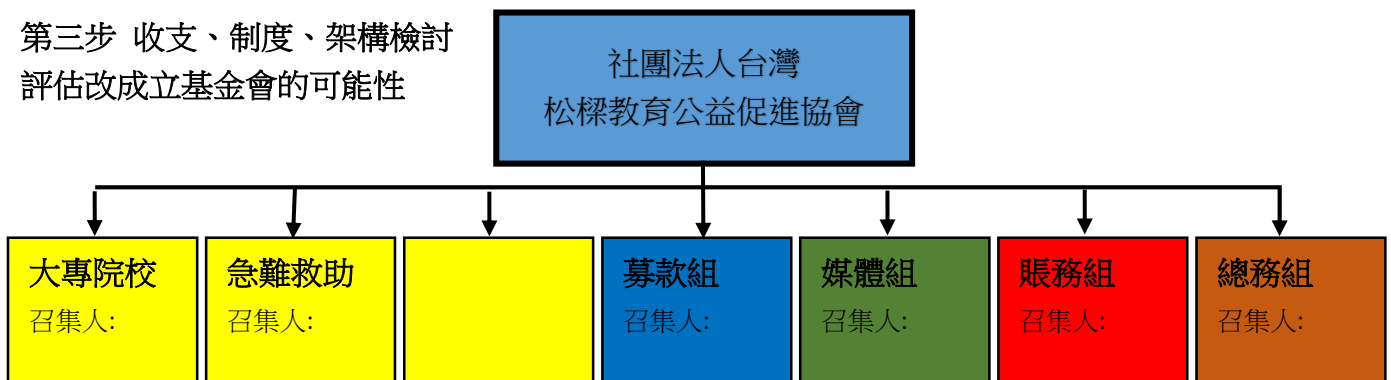 第三步 收支、制度、架構檢討
評估改成立基金會的可能性
社團法人台灣
松樑教育公益促進協會
大專院校
召集人:
急難救助
召集人:
募款組
召集人:
媒體組
召集人:
賬務組
召集人:
總務組
召集人: